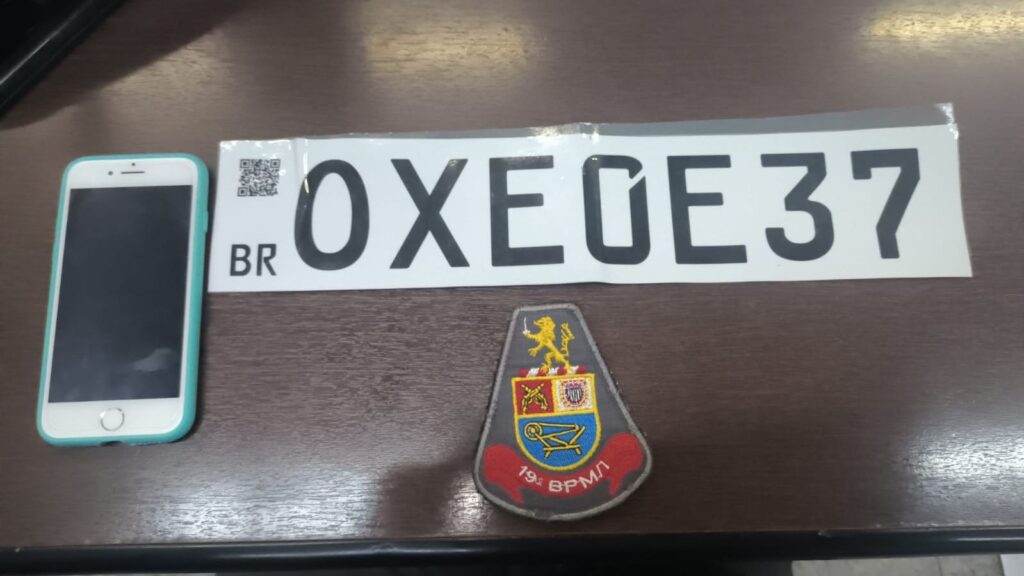 BR OXE0E37
19º BPM/I